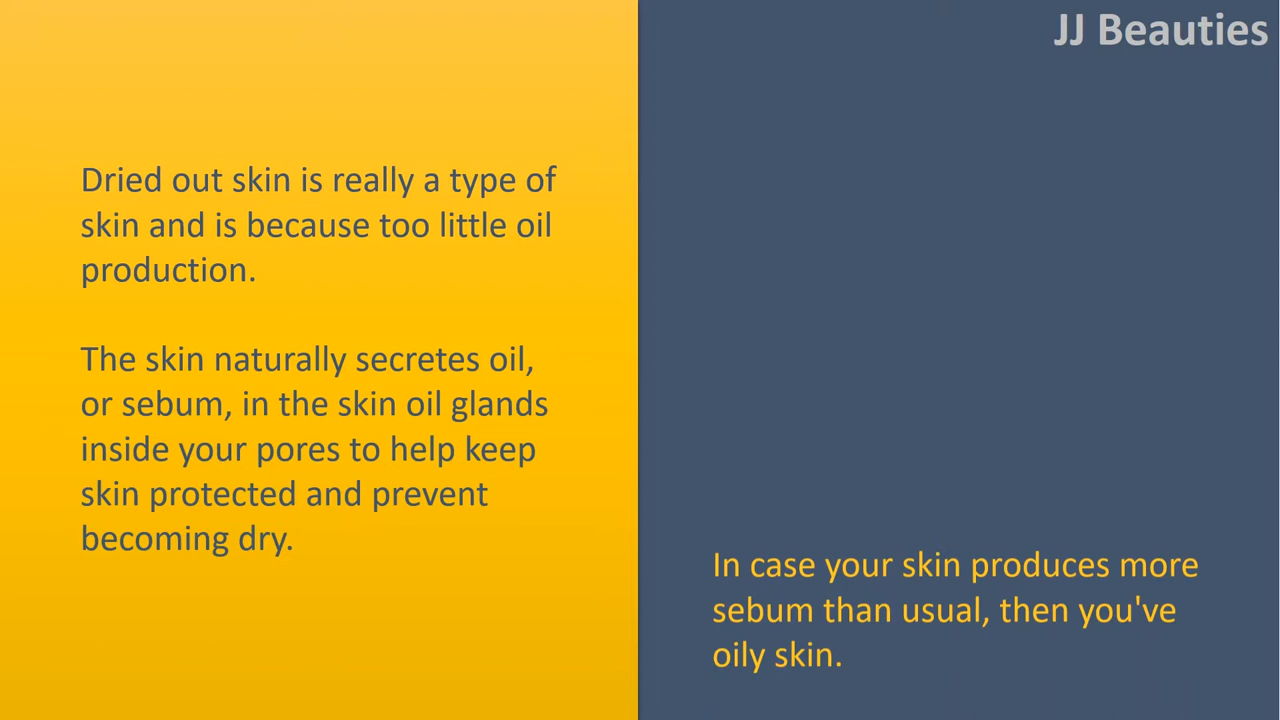 JJ Beauties
Dried out skin is really a type of
skin and is because too little oil
production.
The skin naturally secretes oil,
or sebum, in the skin oil glands
inside your pores to help keep
skin protected and prevent
becoming dry.
In case your skin produces more
sebum than usual, then you've
oily skin.